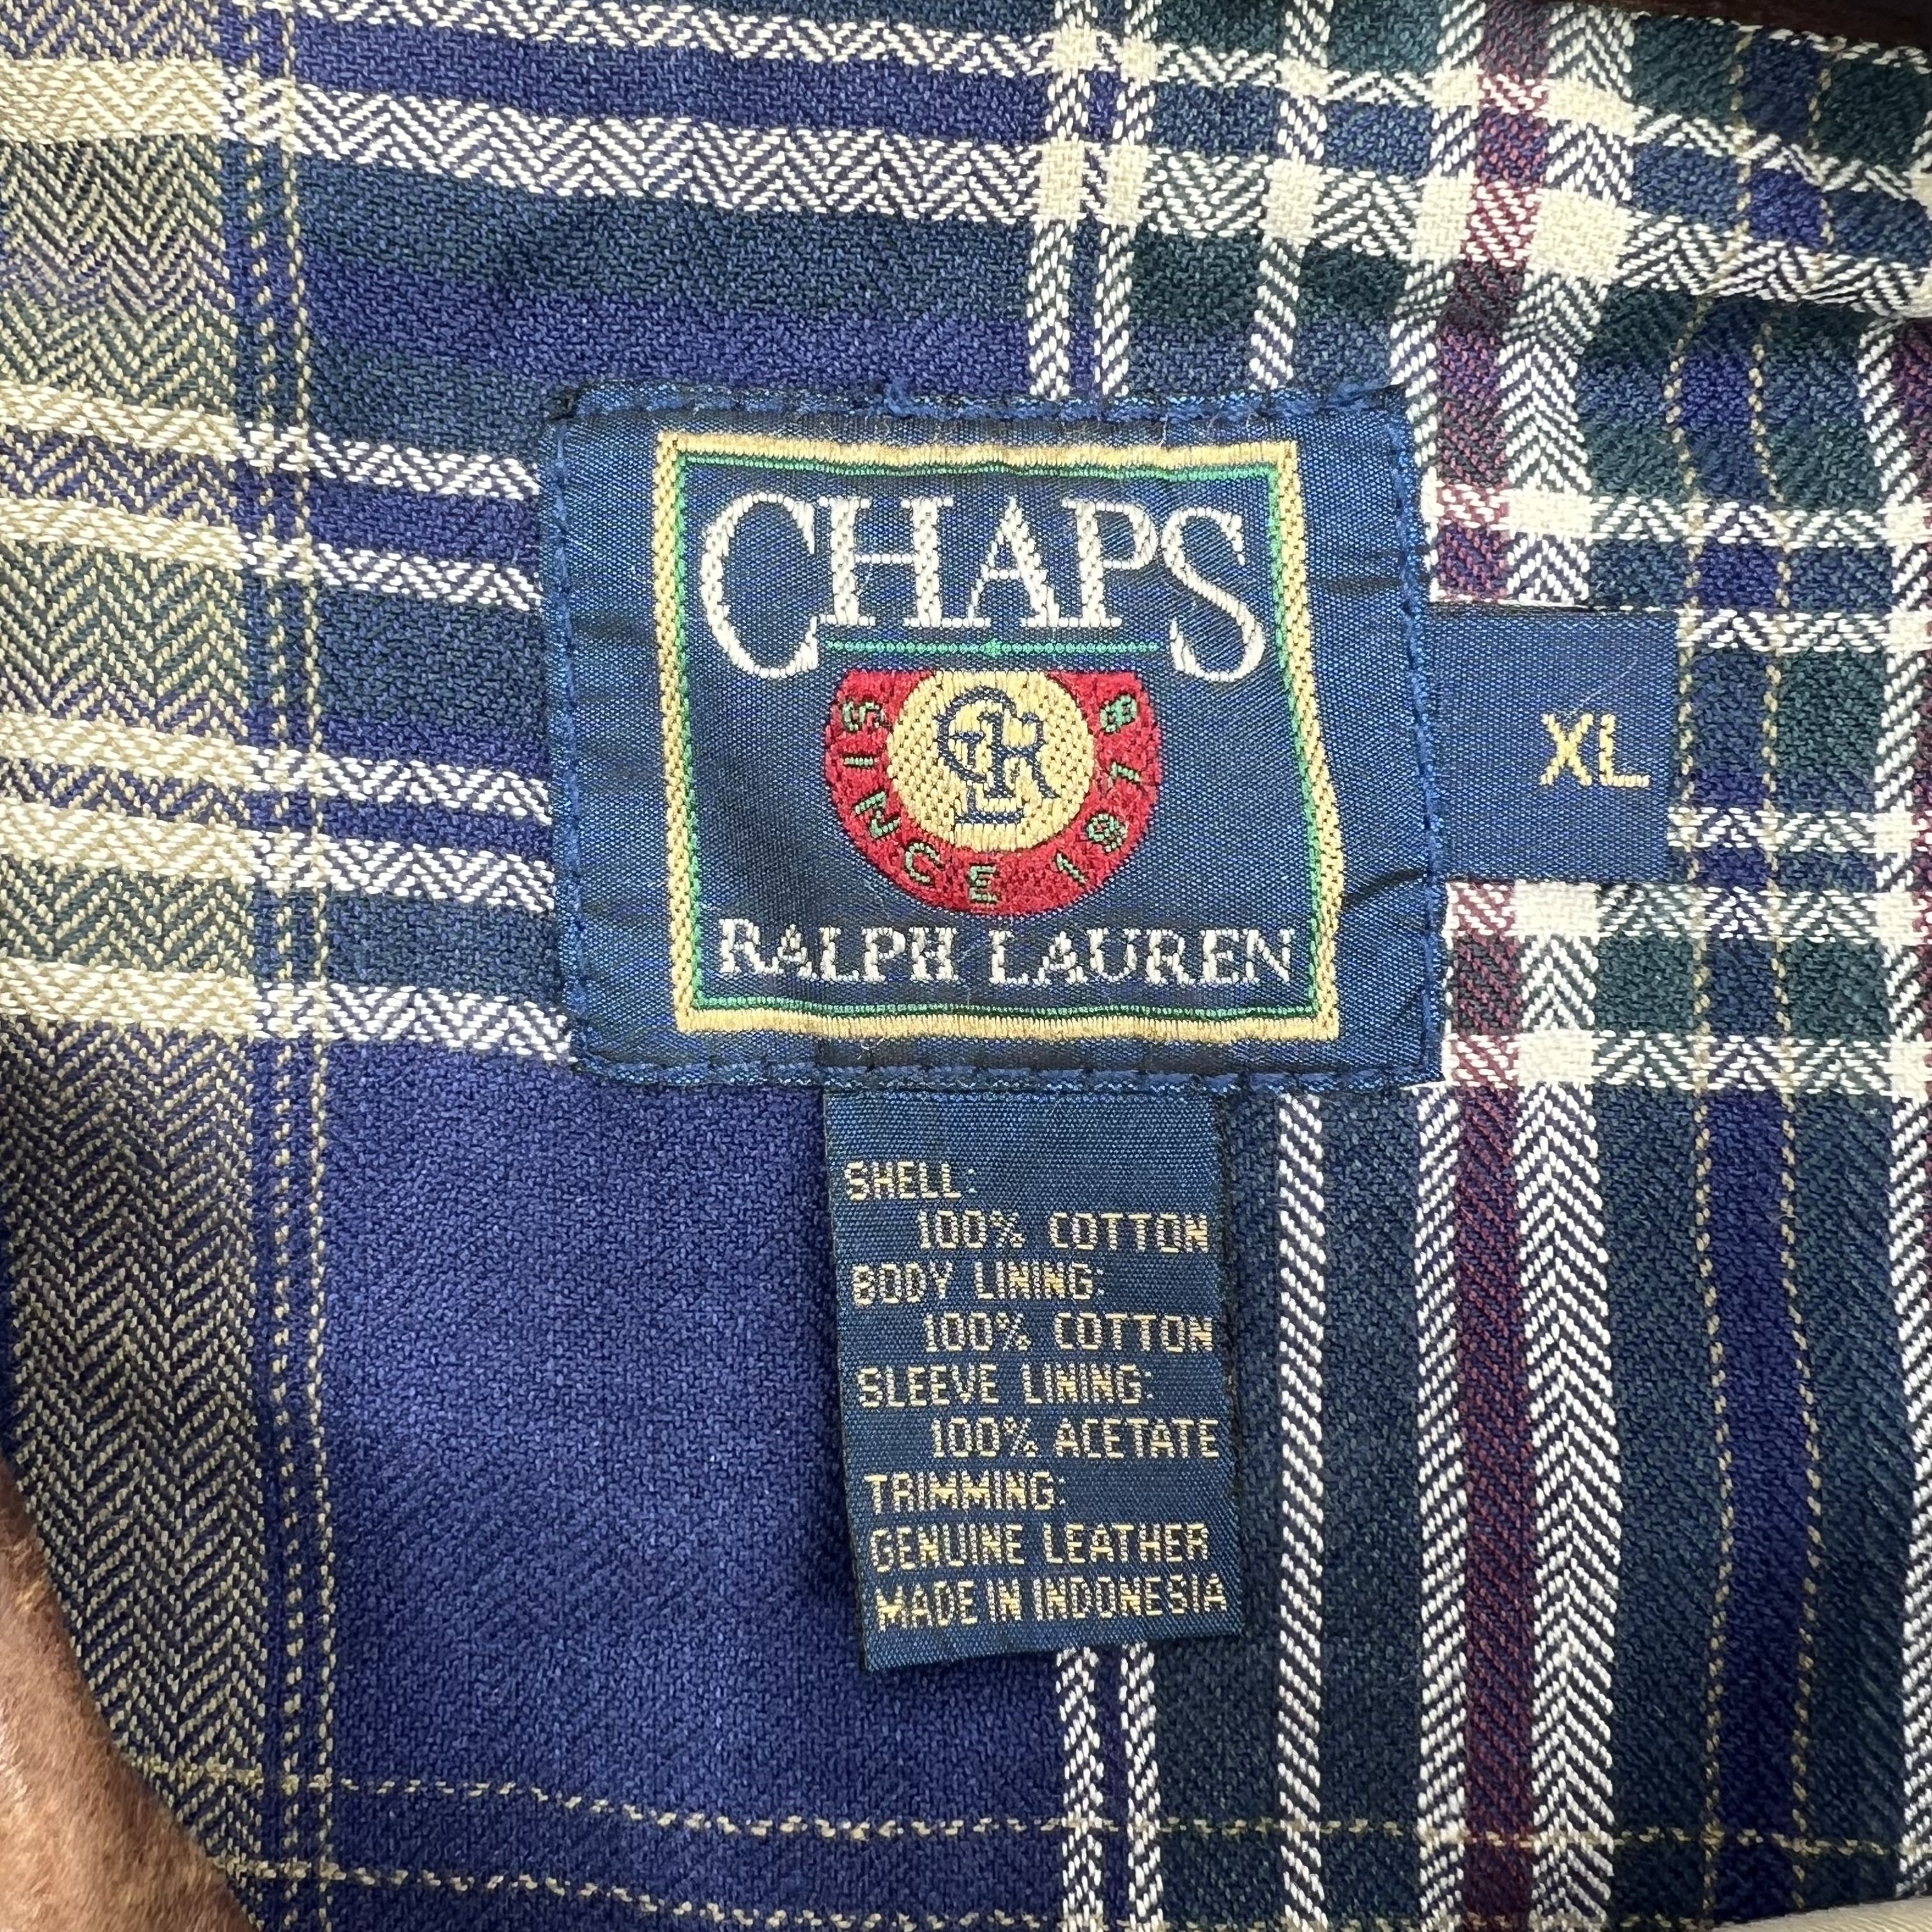 CHAPS
CRL
SINCE 1978
RALPH LAUREN
XL
SHELL:
100% COTTON
BODY LINING:
100% COTTON
SLEEVE LINING:
100% ACETATE
TRIMMING:
GENUINE LEATHER
MADE IN INDONESIA